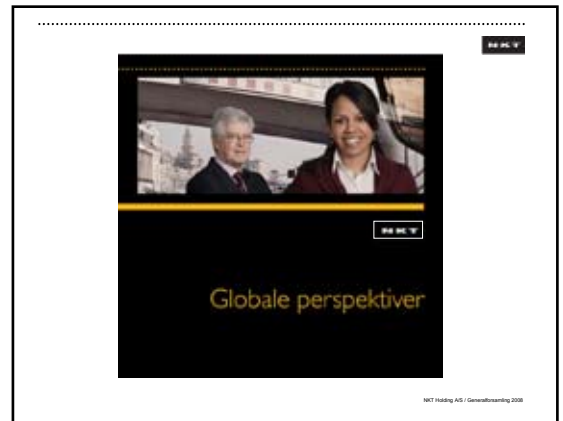 NKT
NKT
Globale perspektiver
NKT Holding A/S / Generalforsamling 2008